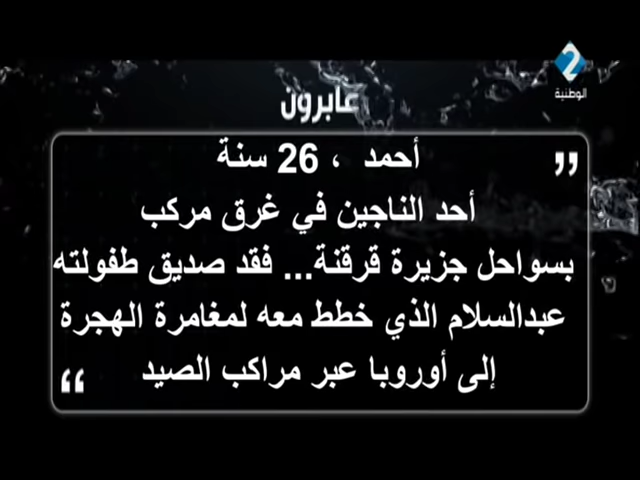 2
الوطنية
عابرون
أحمد ، 26 سنة
أحد الناجين في غرق مركب
بسواحل جزيرة قرقنة... فقد صديق طفولته
عبدالسلام الذي خطط معه لمغامرة الهجرة
إلى أوروبا عبر مراكب الصيد